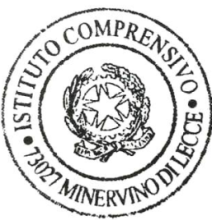 • ISTITUTO COMPRENSIVO •
73027 MINERVINO DI LECCE